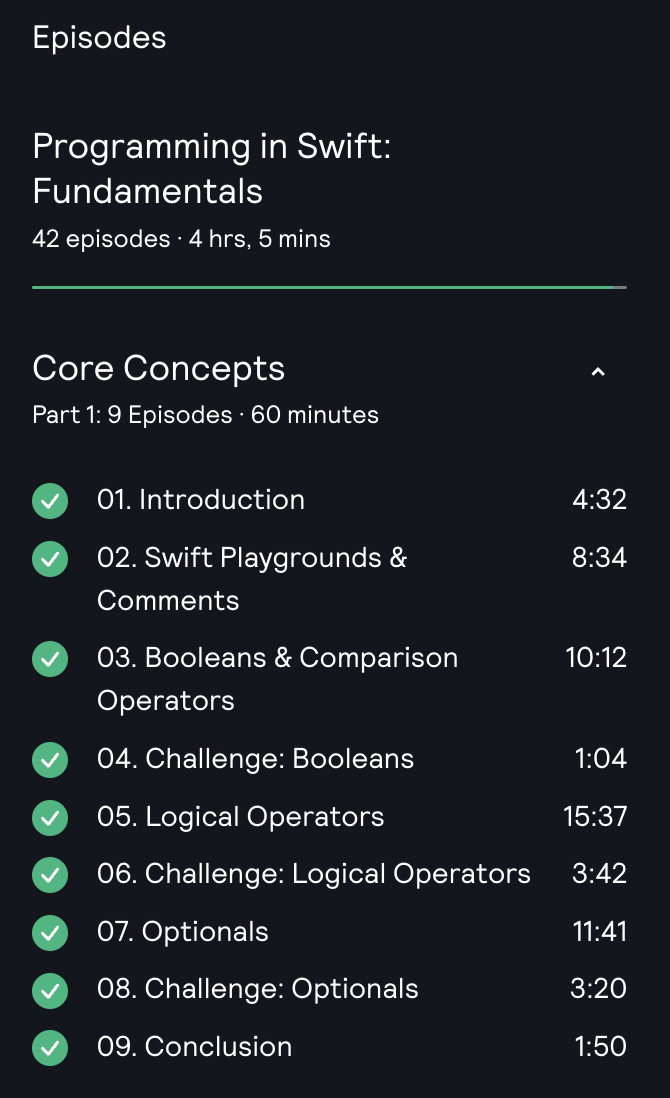 Episodes
Programming in Swift:
Fundamentals
42 episodes · 4 hrs, 5 mins
Core Concepts
Part 1: 9 Episodes · 60 minutes
01. Introduction 4:32
02. Swift Playgrounds & 8:34
Comments
03. Booleans & Comparison 10:12
Operators
04. Challenge: Booleans 1:04
05. Logical Operators 15:37
06. Challenge: Logical Operators 3:42
07. Optionals 11:41
08. Challenge: Optionals 3:20
09. Conclusion 1:50